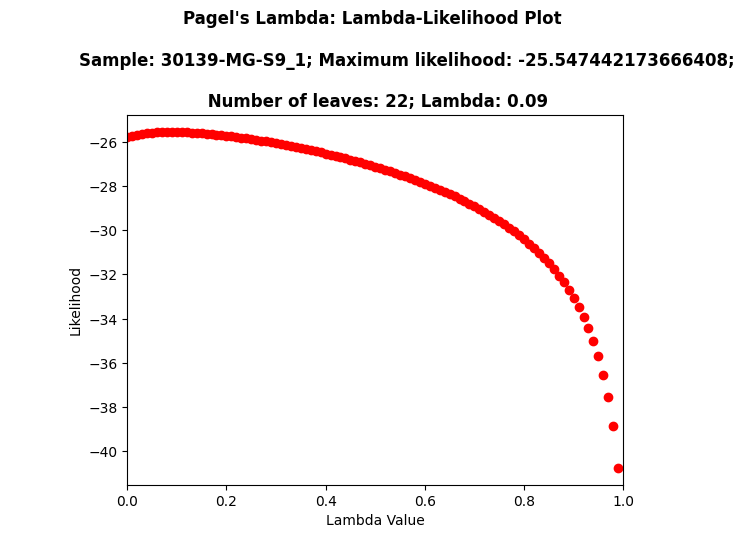 Pagel's Lambda: Lambda-Likelihood Plot
Sample: 30139-MG-S9_1; Maximum likelihood: -25.547442173666408;
Number of leaves: 22; Lambda: 0.09
−26
−28
−30
−32
−34
−36
−38
−40
Likelihood
0.0 0.2 0.4 0.6 0.8 1.0
Lambda Value